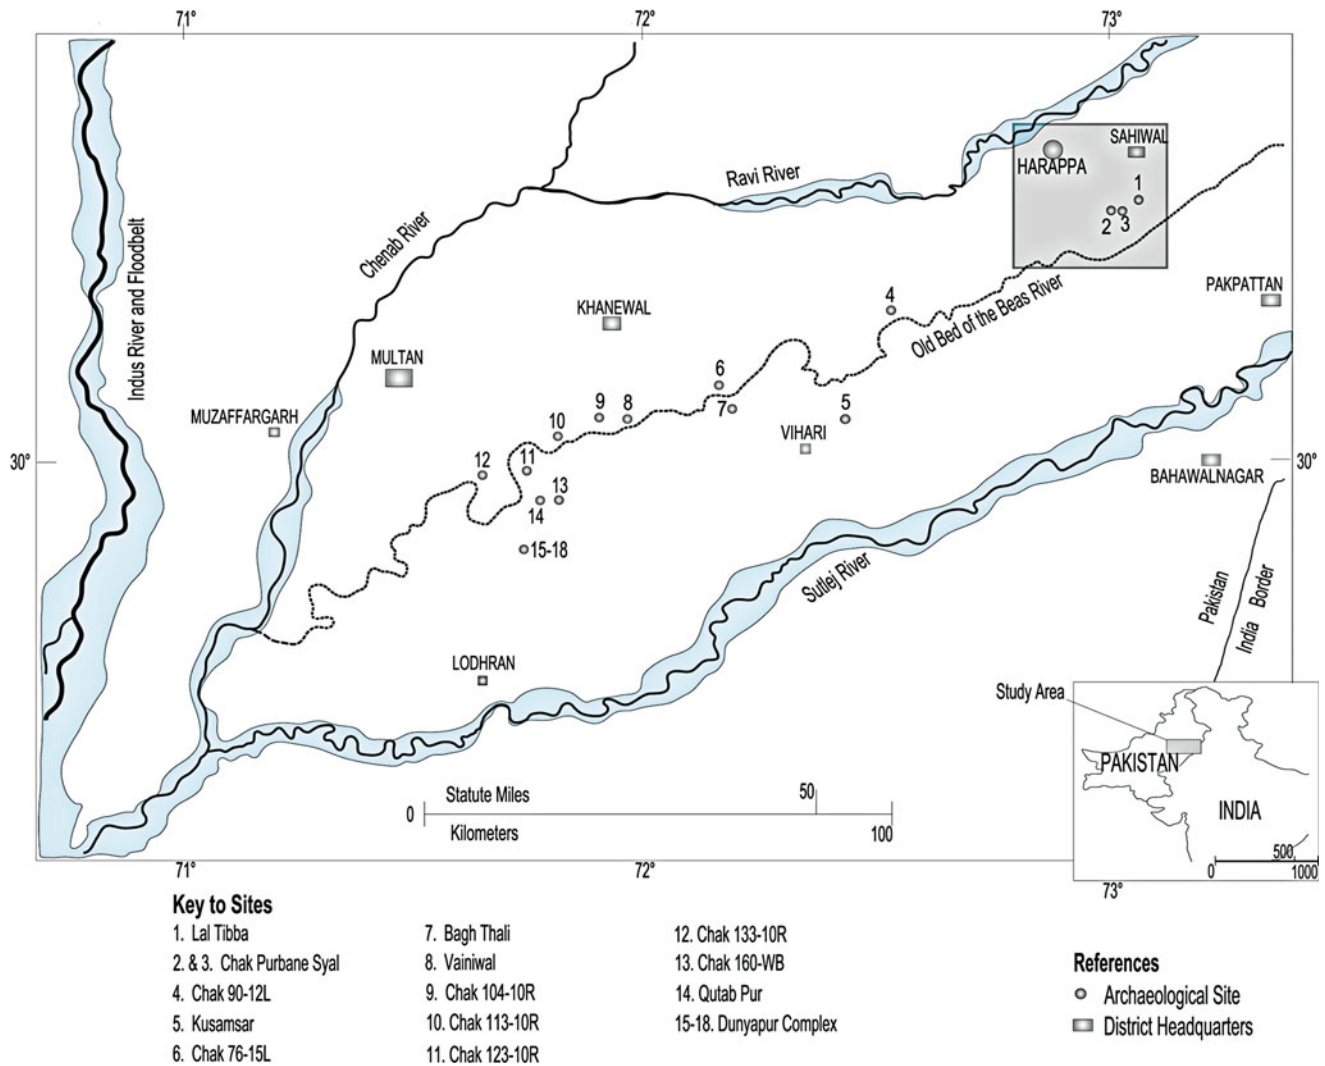 71°
72°
73°
Indus River and Floodbelt
Chenab River
Ravi River
HARAPPA
SAHIWAL
1
2
3
Old Bed of the Beas River
PAKPATTAN
4
KHANEWAL
MULTAN
MUZAFFARGARH
6
7
5
VIHARI
9
8
10
12
11
13
14
15-18
30°
30°
BAHAWALNAGAR
Sutlej River
Pakistan
India Border
LODHRAN
Study Area
PAKISTAN
INDIA
0
500
1000
Statute Miles
0
50
Kilometers
100
71°
72°
73°
Key to Sites
1. Lal Tibba
2. & 3. Chak Purbane Syal
4. Chak 90-12L
5. Kusamsar
6. Chak 76-15L
7. Bagh Thali
8. Vainiwal
9. Chak 104-10R
10. Chak 113-10R
11. Chak 123-10R
12. Chak 133-10R
13. Chak 160-WB
14. Qutab Pur
15-18. Dunyapur Complex
References
Archaeological Site
District Headquarters